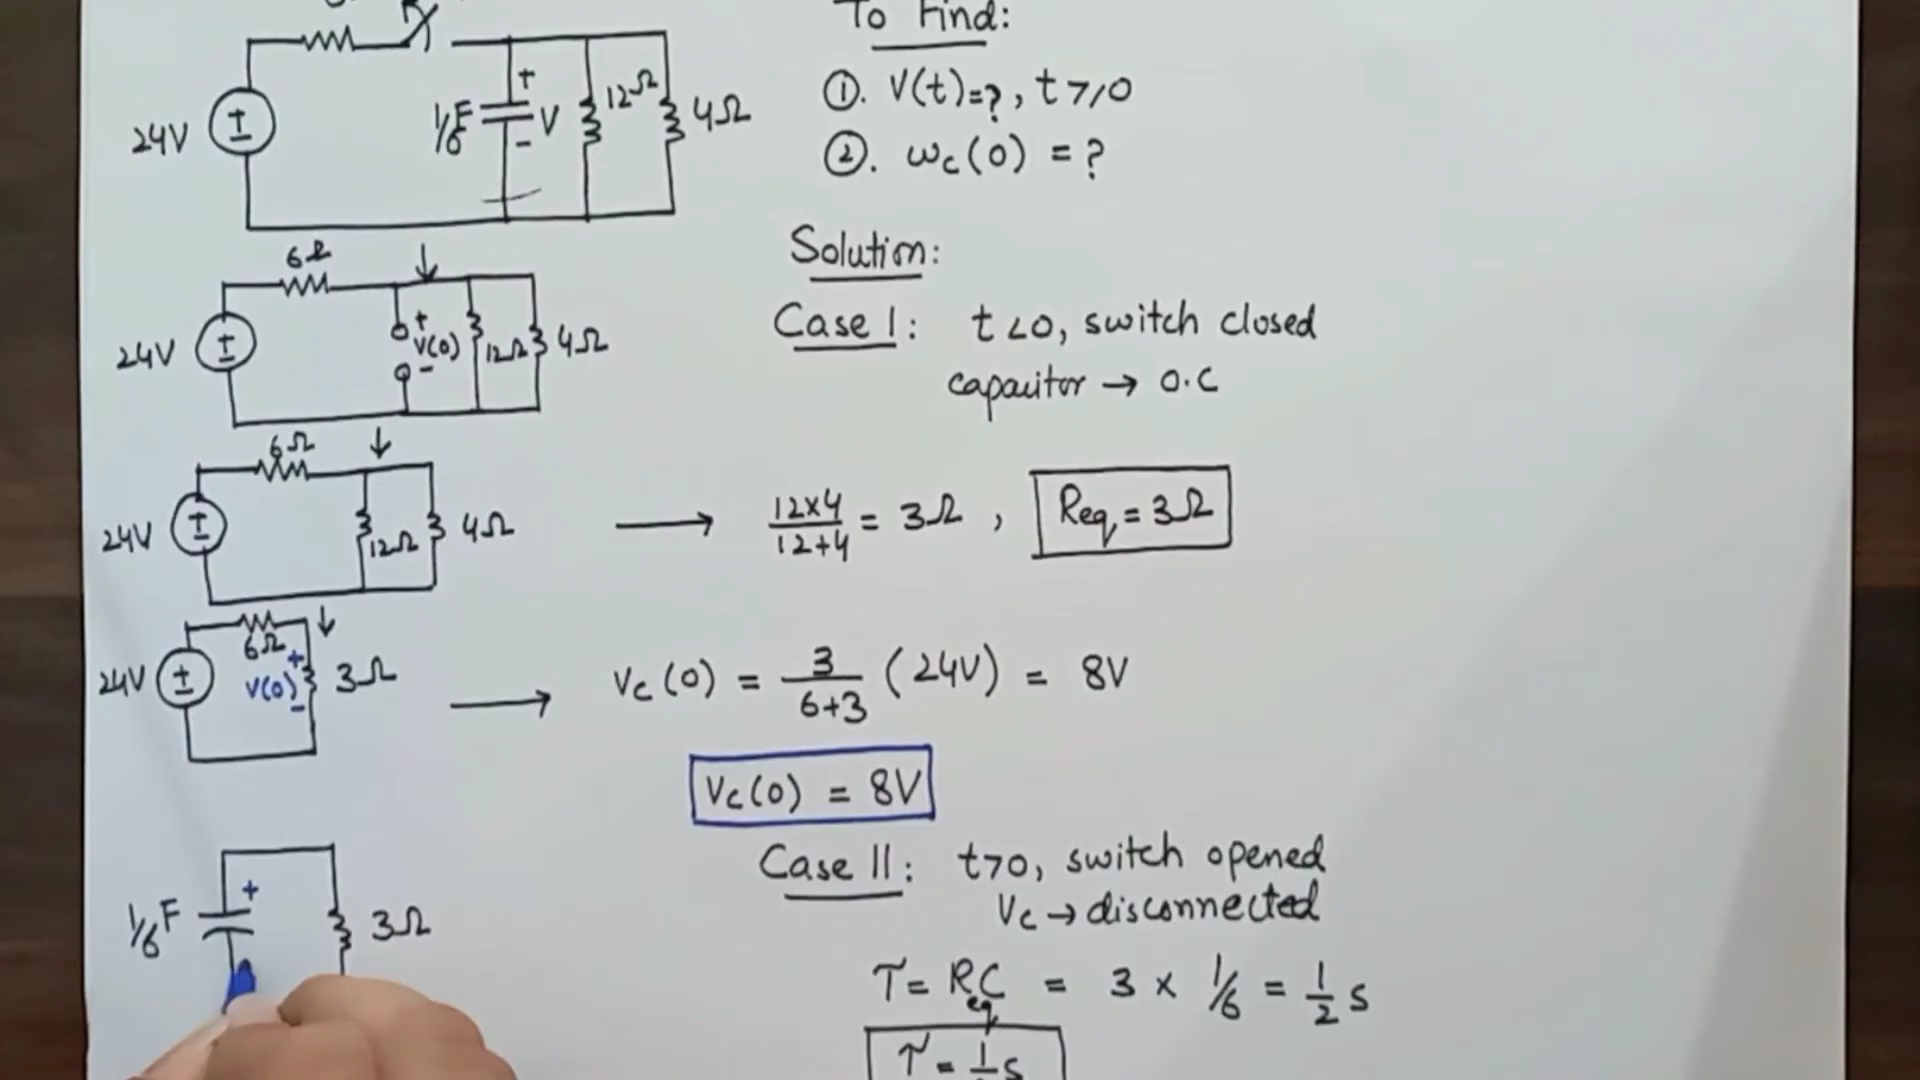 To Find:
①. V(t)=?, t>,0
②. wc(0) = ?
24V
1/6F
+
V
-
12Ω
4Ω
Solution:
Case I: t<0, switch closed
capacitor → O.C
6Ω
24V
+
V(0)
-
12Ω
4Ω
6Ω
24V
12Ω
4Ω
→ 12x4/12+4 = 3Ω, Req = 3Ω
6Ω
24V
+
V(0)
-
3Ω
→ Vc(0) = 3/6+3 (24V) = 8V
Vc(0) = 8V
Case II: t>0, switch opened
Vc → disconnected
1/6F
+
3Ω
τ = ReqC = 3 x 1/6 = 1/2 s